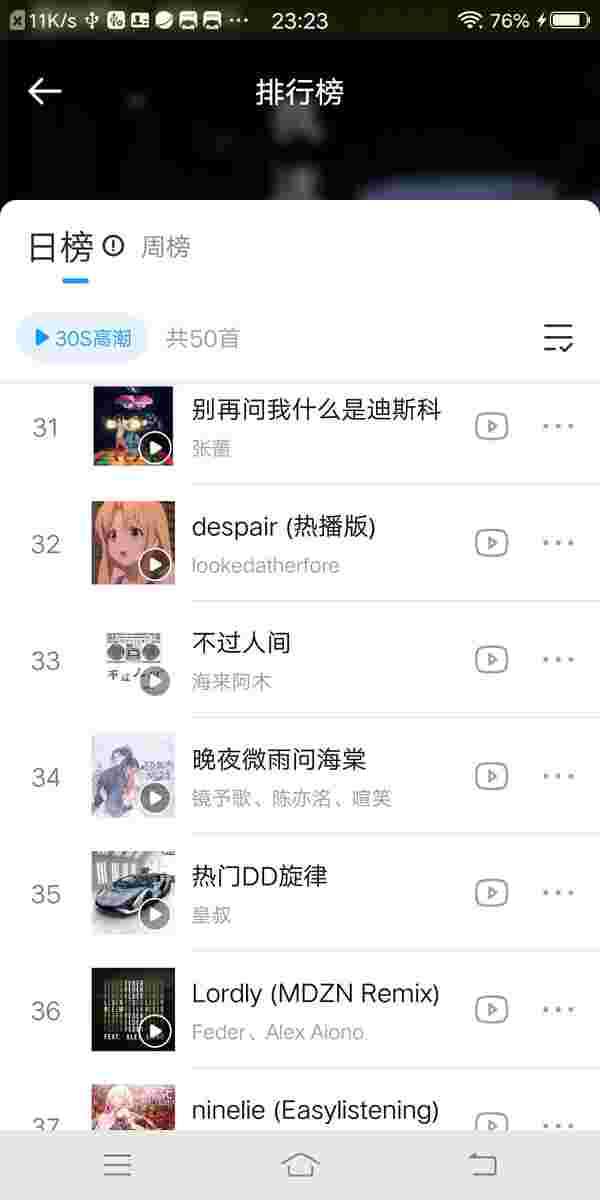 11K/s
23:23
76%
排行榜
日榜
周榜
30S高潮
共50首
31
别再问我什么是迪斯科
张蔷
32
despair (热播版)
lookedatherfore
33
不过人间
不过人间
海来阿木
34
晚夜微雨问海棠
镜予歌、陈亦洺、喧笑
35
热门DD旋律
皇叔
36
Lordly (MDZN Remix)
Feder、Alex Aiono
37
ninelie (Easylistening)